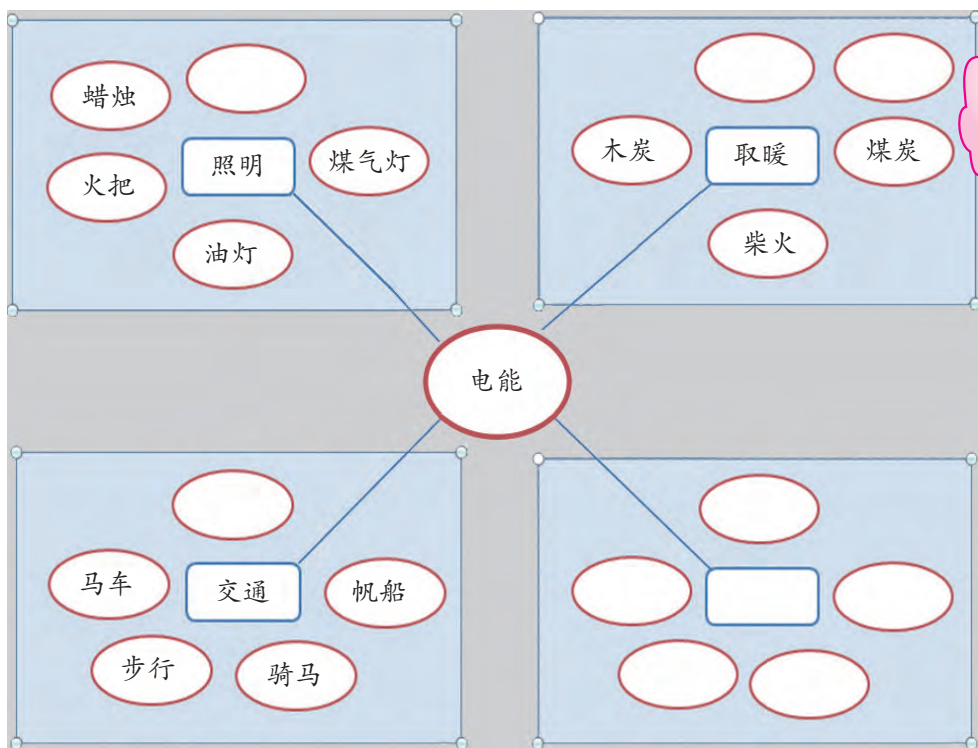 蜡烛
照明
煤气灯
火把
油灯
木炭
取暖
煤炭
柴火
电能
马车
交通
帆船
步行
骑马